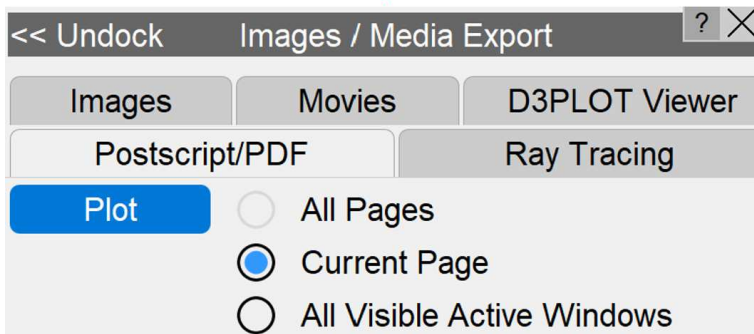 << Undock Images / Media Export ? X
Images Movies D3PLOT Viewer
Postscript/PDF Ray Tracing
Plot All Pages
Current Page
All Visible Active Windows